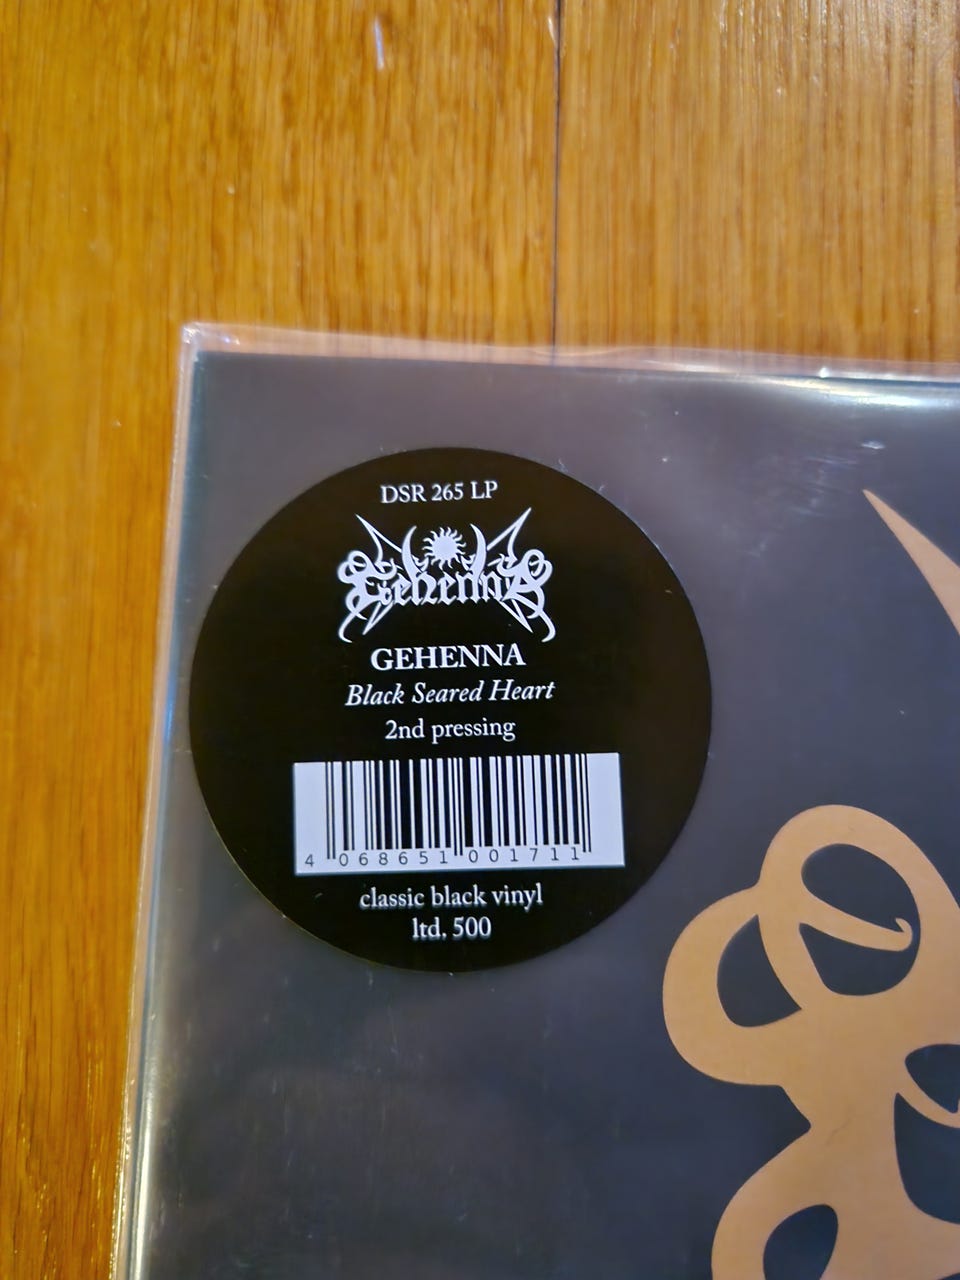 DSR 265 LP
Gehenna
GEHENNA
Black Seared Heart
2nd pressing
4 068651 001711
classic black vinyl
ltd. 500